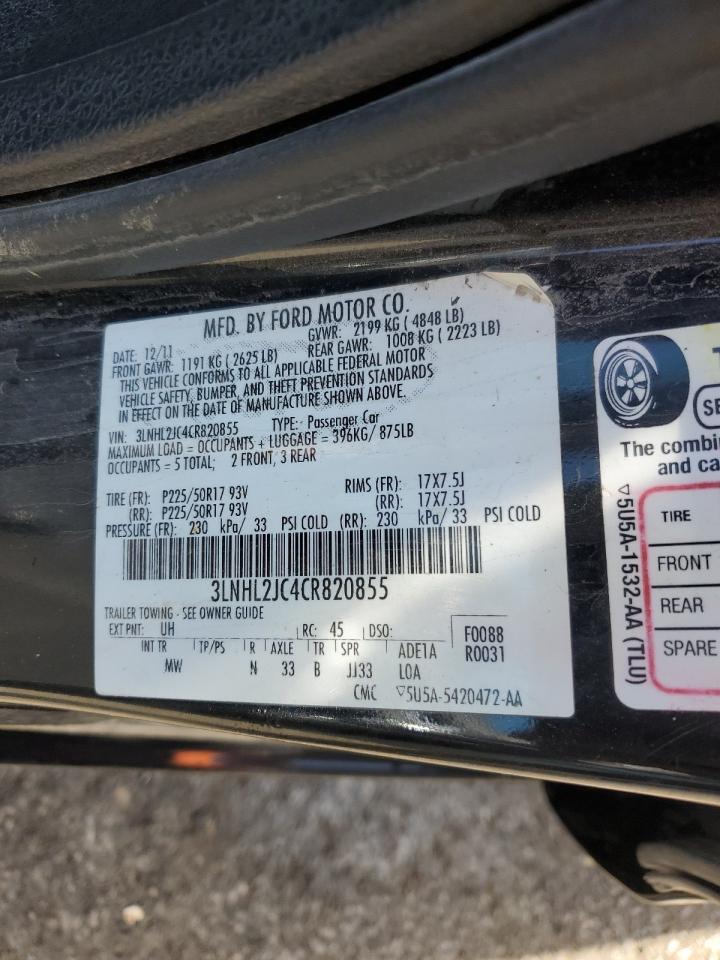 MFD. BY FORD MOTOR CO.
DATE: 12/11 GVWR: 2199 KG ( 4848 LB)
FRONT GAWR: 1191 KG ( 2625 LB) REAR GAWR: 1008 KG ( 2223 LB)
THIS VEHICLE CONFORMS TO ALL APPLICABLE FEDERAL MOTOR
VEHICLE SAFETY, BUMPER, AND THEFT PREVENTION STANDARDS
IN EFFECT ON THE DATE OF MANUFACTURE SHOWN ABOVE.
VIN: 3LNHL2JC4CR820855 TYPE: Passenger Car
MAXIMUM LOAD = OCCUPANTS + LUGGAGE = 396KG/ 875LB
OCCUPANTS = 5 TOTAL; 2 FRONT, 3 REAR
TIRE (FR): P225/50R17 93V RIMS (FR): 17X7.5J
(RR): P225/50R17 93V (RR): 17X7.5J
PRESSURE (FR): 230 kPa/ 33 PSI COLD (RR): 230 kPa/ 33 PSI COLD
3LNHL2JC4CR820855
TRAILER TOWING - SEE OWNER GUIDE
EXT PNT: UH RC: 45 DSO: F0088
R0031
INT TR TP/PS R AXLE TR SPR ADE1A
MW N 33 B JJ33 LOA
CMC ▽5U5A-5420472-AA
SE
The combin
and ca
▽5U5A-1532-AA (TLU)
TIRE
FRONT
REAR
SPARE